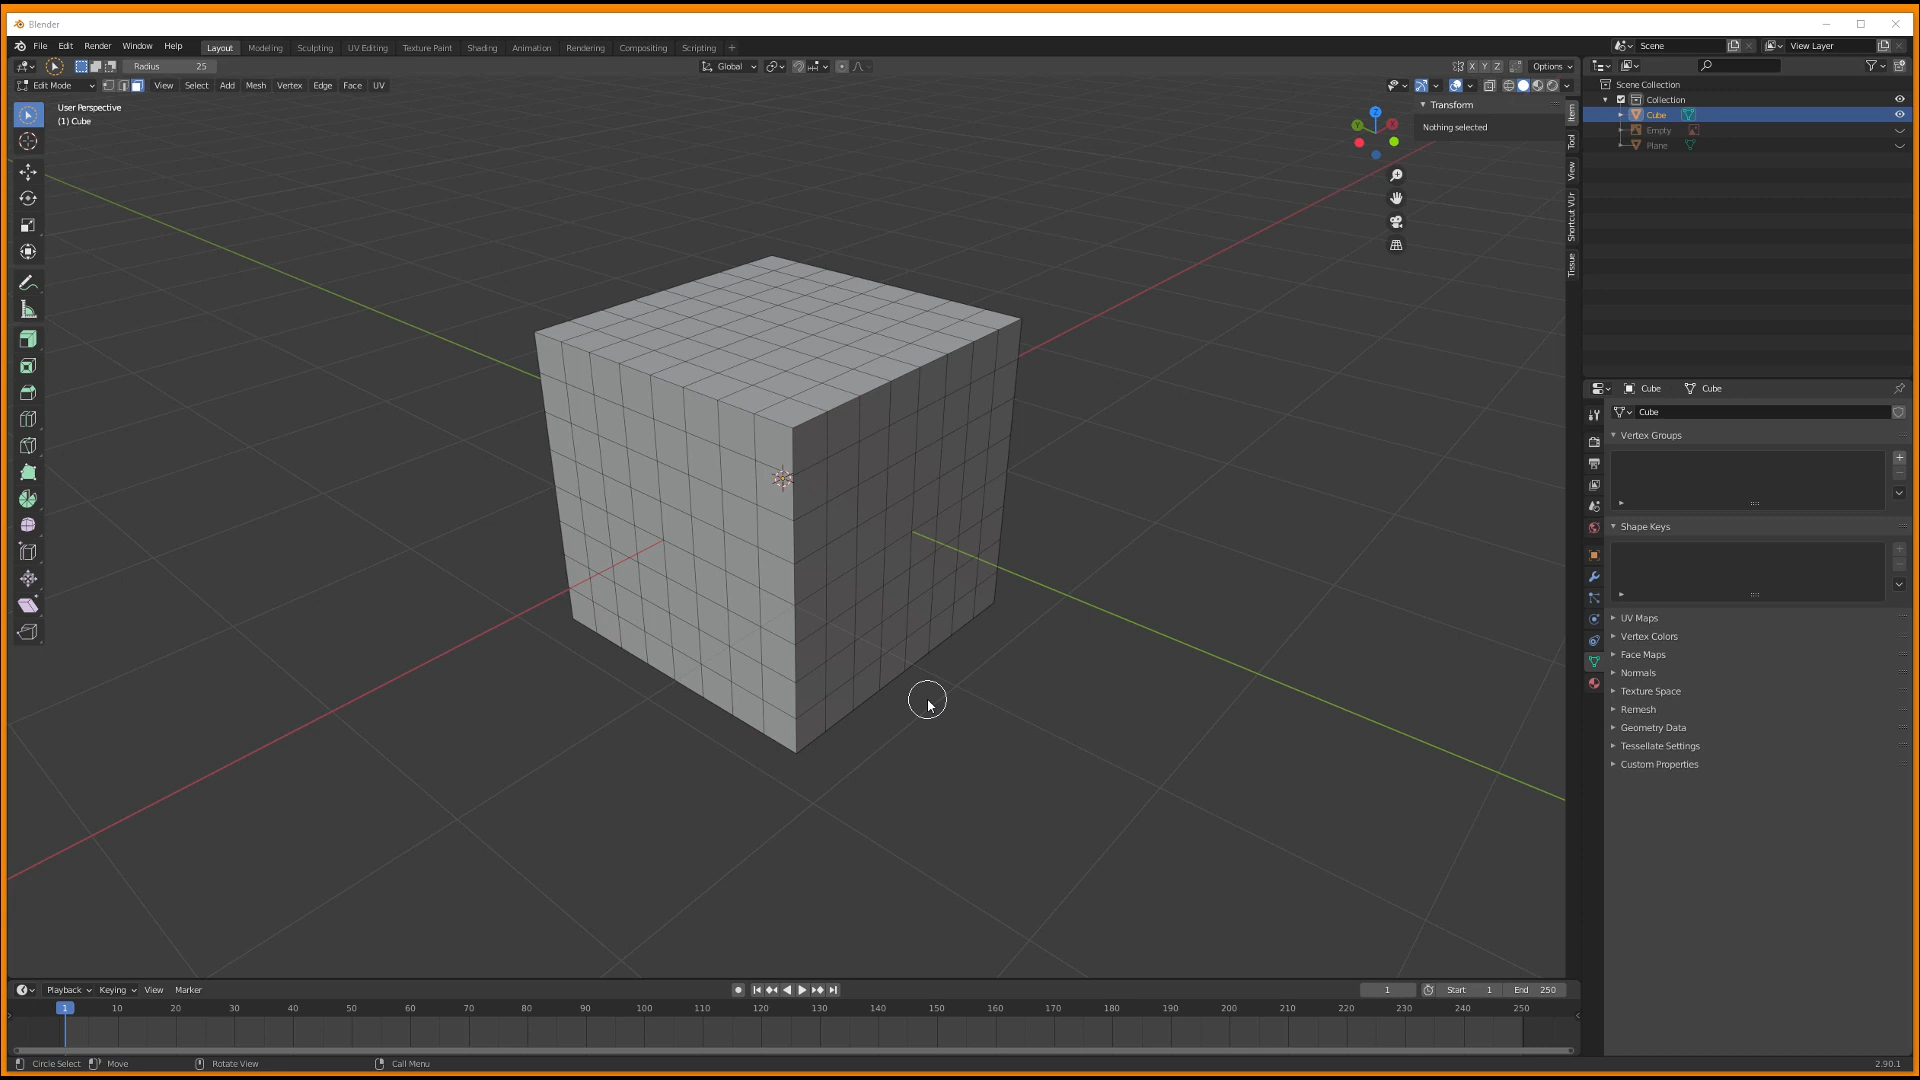 Blender
File Edit Render Window Help Layout Modeling Sculpting UV Editing Texture Paint Shading Animation Rendering Compositing Scripting + Scene View Layer
Radius 25 Global X Y Z Options
Edit Mode View Select Add Mesh Vertex Edge Face UV
User Perspective
(1) Cube
Transform
Nothing selected
Item
Tool
View
Shortcut VUr
Tissue
Z
Y
X
Scene Collection
Collection
Cube
Empty
Plane
Cube Cube
Cube
Vertex Groups
Shape Keys
UV Maps
Vertex Colors
Face Maps
Normals
Texture Space
Remesh
Geometry Data
Tessellate Settings
Custom Properties
Playback Keying View Marker 1 Start 1 End 250
1 10 20 30 40 50 60 70 80 90 100 110 120 130 140 150 160 170 180 190 200 210 220 230 240 250
Circle Select Move Rotate View Call Menu 2.90.1